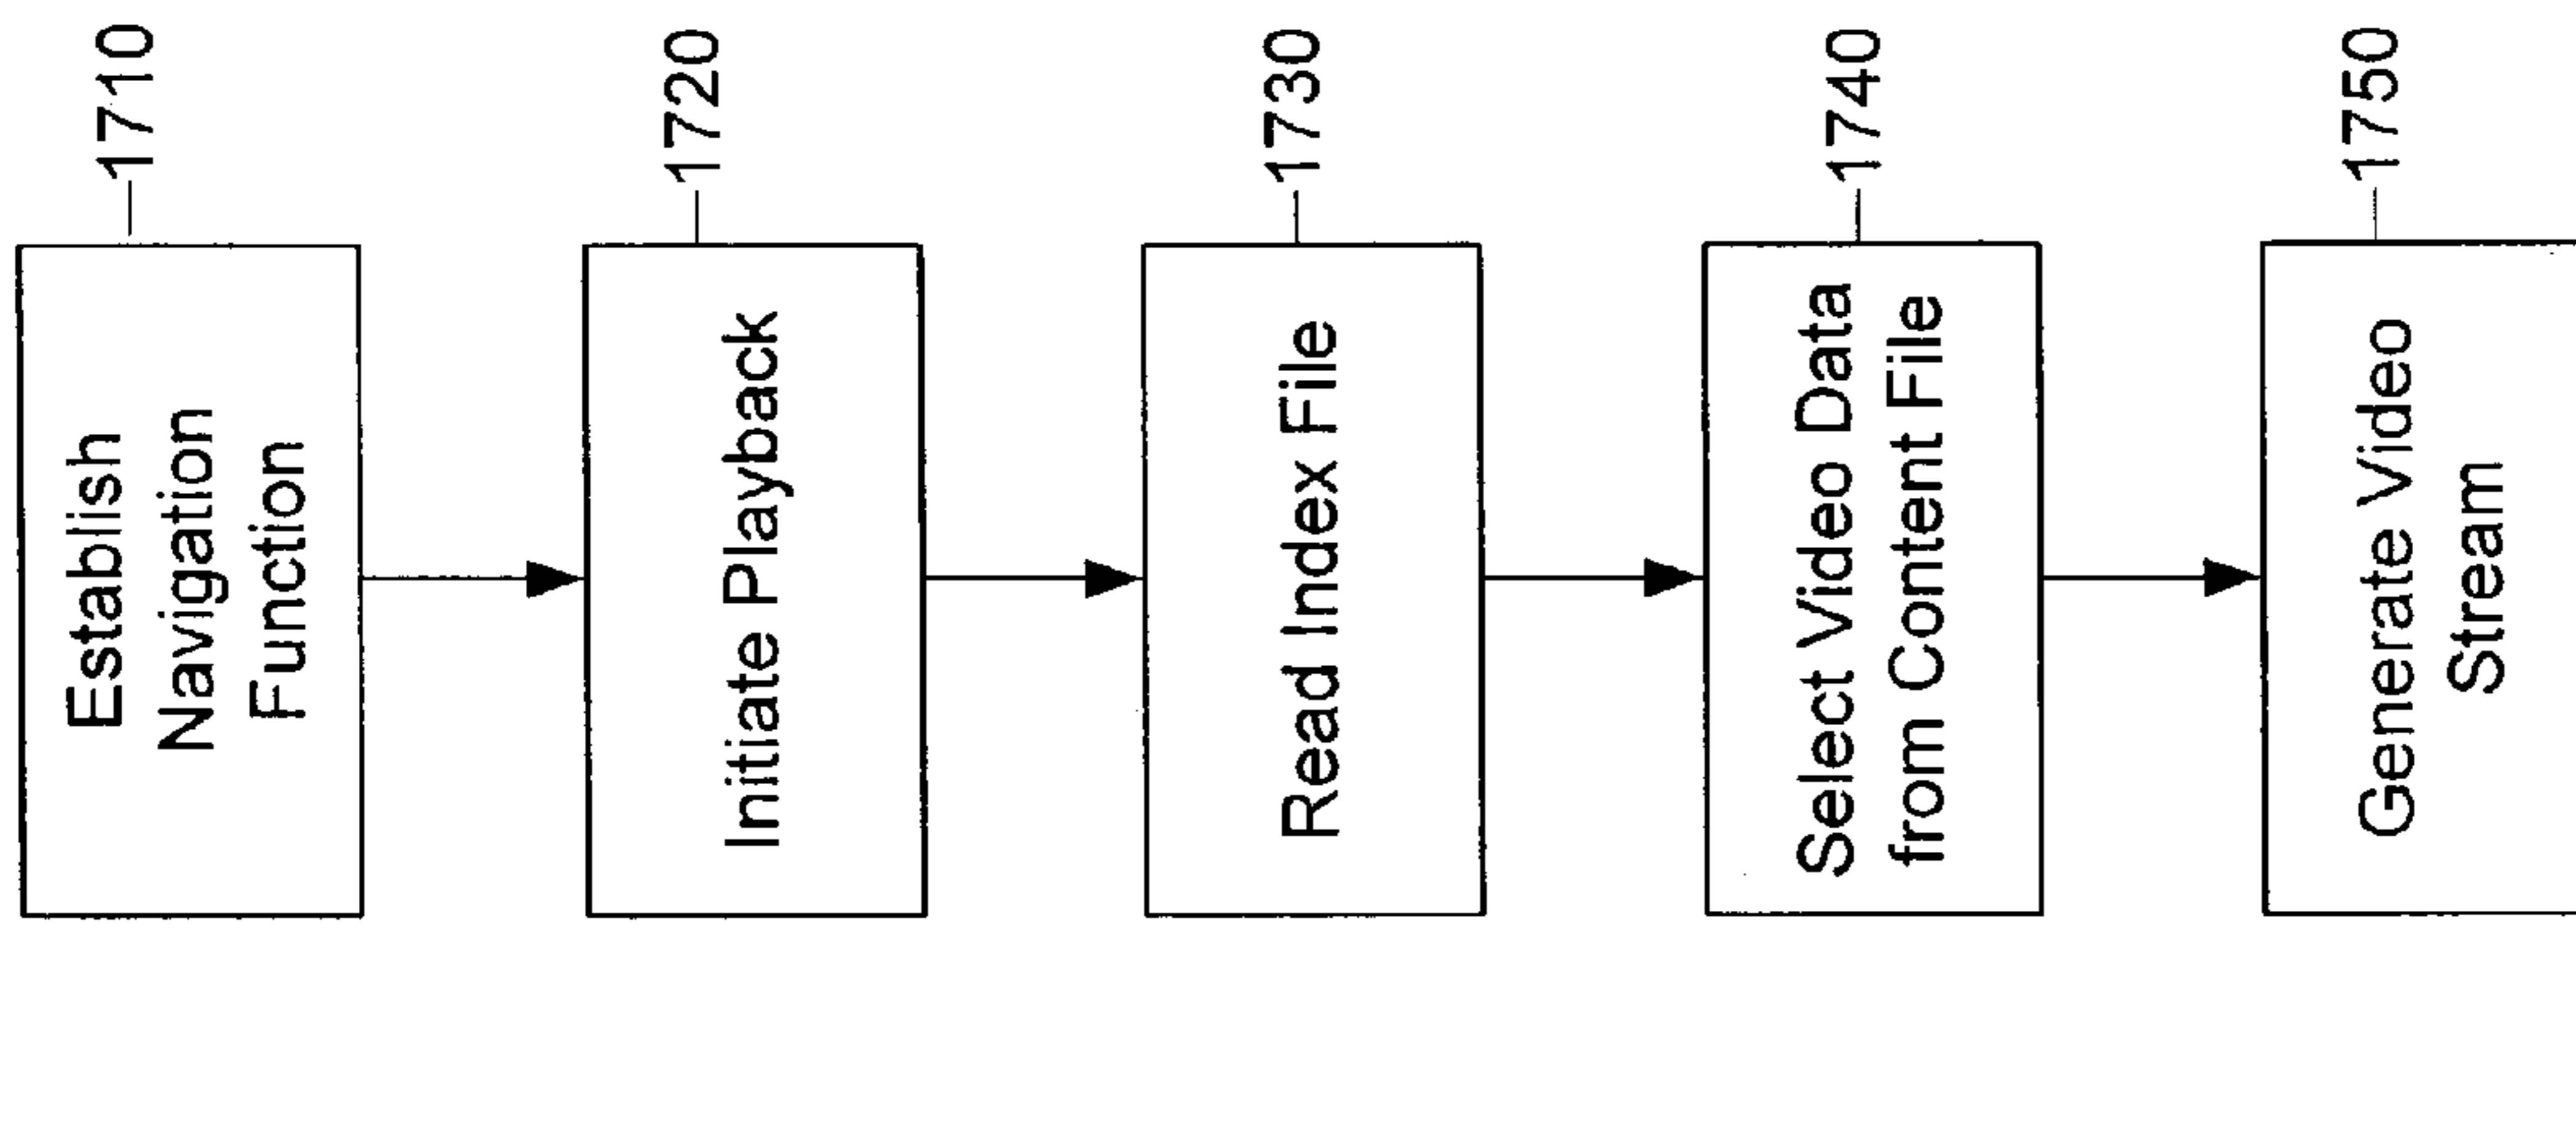 Establish
Navigation
Function
1710
Initiate Playback
1720
Read Index File
1730
Select Video Data
from Content File
1740
Generate Video
Stream
1750